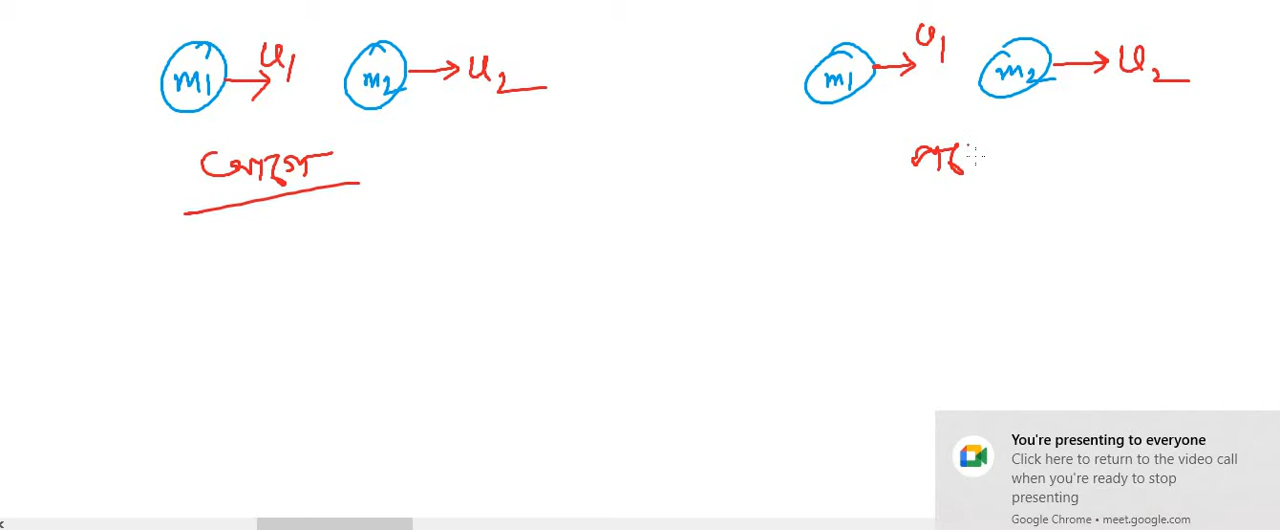 m1 u1 m2 u2
m1 u1 m2 u2
You're presenting to everyone
Click here to return to the video call
when you're ready to stop
presenting
Google Chrome • meet.google.com